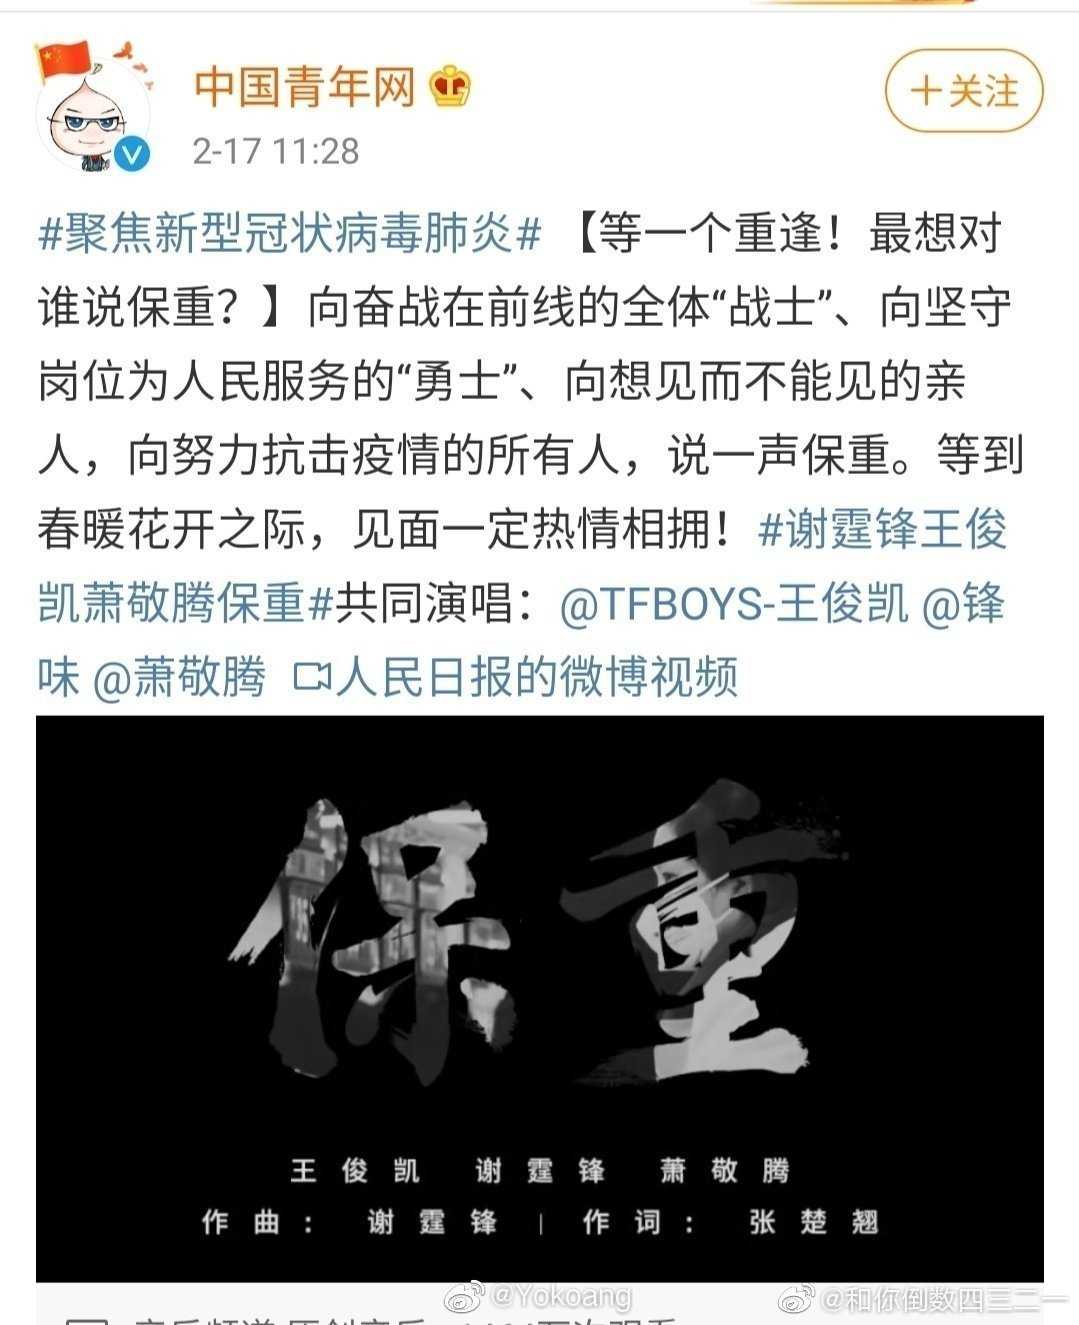 中国青年网
+关注
2-17 11:28
#聚焦新型冠状病毒肺炎# 【等一个重逢！最想对
谁说保重？】向奋战在前线的全体“战士”、向坚守
岗位为人民服务的“勇士”、向想见而不能见的亲
人，向努力抗击疫情的所有人，说一声保重。等到
春暖花开之际，见面一定热情相拥！#谢霆锋王俊
凯萧敬腾保重#共同演唱：@TFBOYS-王俊凯 @锋
味 @萧敬腾 人民日报的微博视频
保重
王俊凯 谢霆锋 萧敬腾
作曲：谢霆锋 | 作词：张楚翘
@Yokoang
@和你倒数四三二一